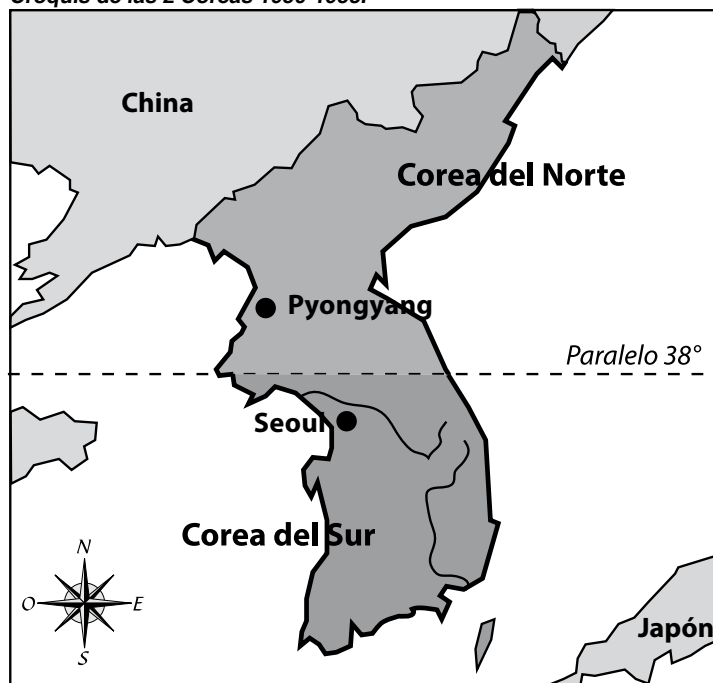 China
Corea del Norte
Pyongyang
Paralelo 38°
Seoul
Corea del Sur
N
O
E
S
Japón